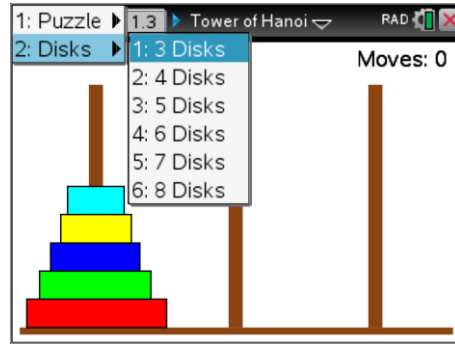 1: Puzzle 1.3 Tower of Hanoi RAD
2: Disks 1: 3 Disks
Moves: 0
2: 4 Disks
3: 5 Disks
4: 6 Disks
5: 7 Disks
6: 8 Disks